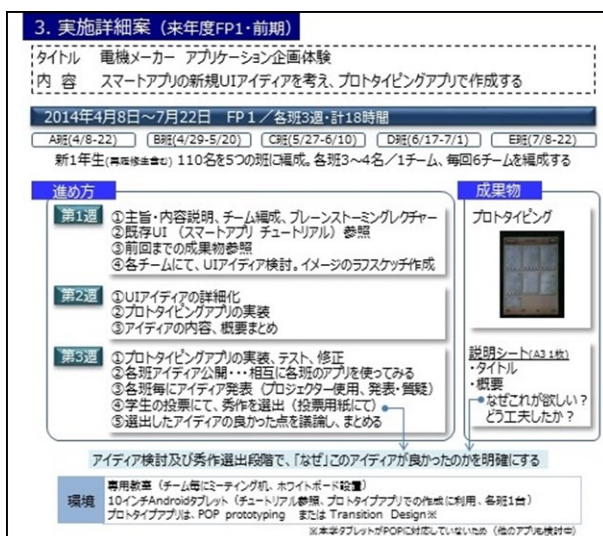 3. 実施詳細案（来年度FP1・前期）
タイトル　電機メーカー アプリケーション企画体験
内 容　スマートアプリの新規UIアイディアを考え、プロトタイピングアプリで作成する
2014年4月8日～7月22日　FP1／各班3週・計18時間
A班(4/8-22)　B班(4/29-5/20)　C班(5/27-6/10)　D班(6/17-7/1)　E班(7/8-22)
新1年生(再履修生含む) 110名を5つの班に編成。各班3～4名／1チーム、毎回6チームを編成する
進め方
第1週
①主旨・内容説明、チーム編成、ブレーンストーミングレクチャー
②既存UI （スマートアプリ チュートリアル）参照
③前回までの成果物参照
④各チームにて、UIアイディア検討。イメージのラフスケッチ作成
第2週
①UIアイディアの詳細化
②プロトタイピングアプリの実装
③アイディアの内容、概要まとめ
第3週
①プロトタイピングアプリの実装、テスト、修正
②各班アイディア公開・・・相互に各班のアプリを使ってみる
③各班毎にアイディア発表（プロジェクター使用、発表・質疑）
④学生の投票にて、秀作を選出（投票用紙にて）
⑤選出したアイディアの良かった点を議論し、まとめる
成果物
プロトタイピング
説明シート(A3 1枚)
・タイトル
・概要
なぜこれが欲しい？
どう工夫したか？
アイディア検討及び秀作選出段階で、「なぜ」このアイディアが良かったのかを明確にする
環境
専用教室（チーム毎にミーティング机、ホワイトボード設置）
10インチAndroidタブレット（チュートリアル参照、プロトタイプアプリでの作成に利用、各班1台）
プロトタイプアプリは、POP prototyping　または Transition Design※
※本学タブレットがPOPに対応していないため（他のアプリも検討中）